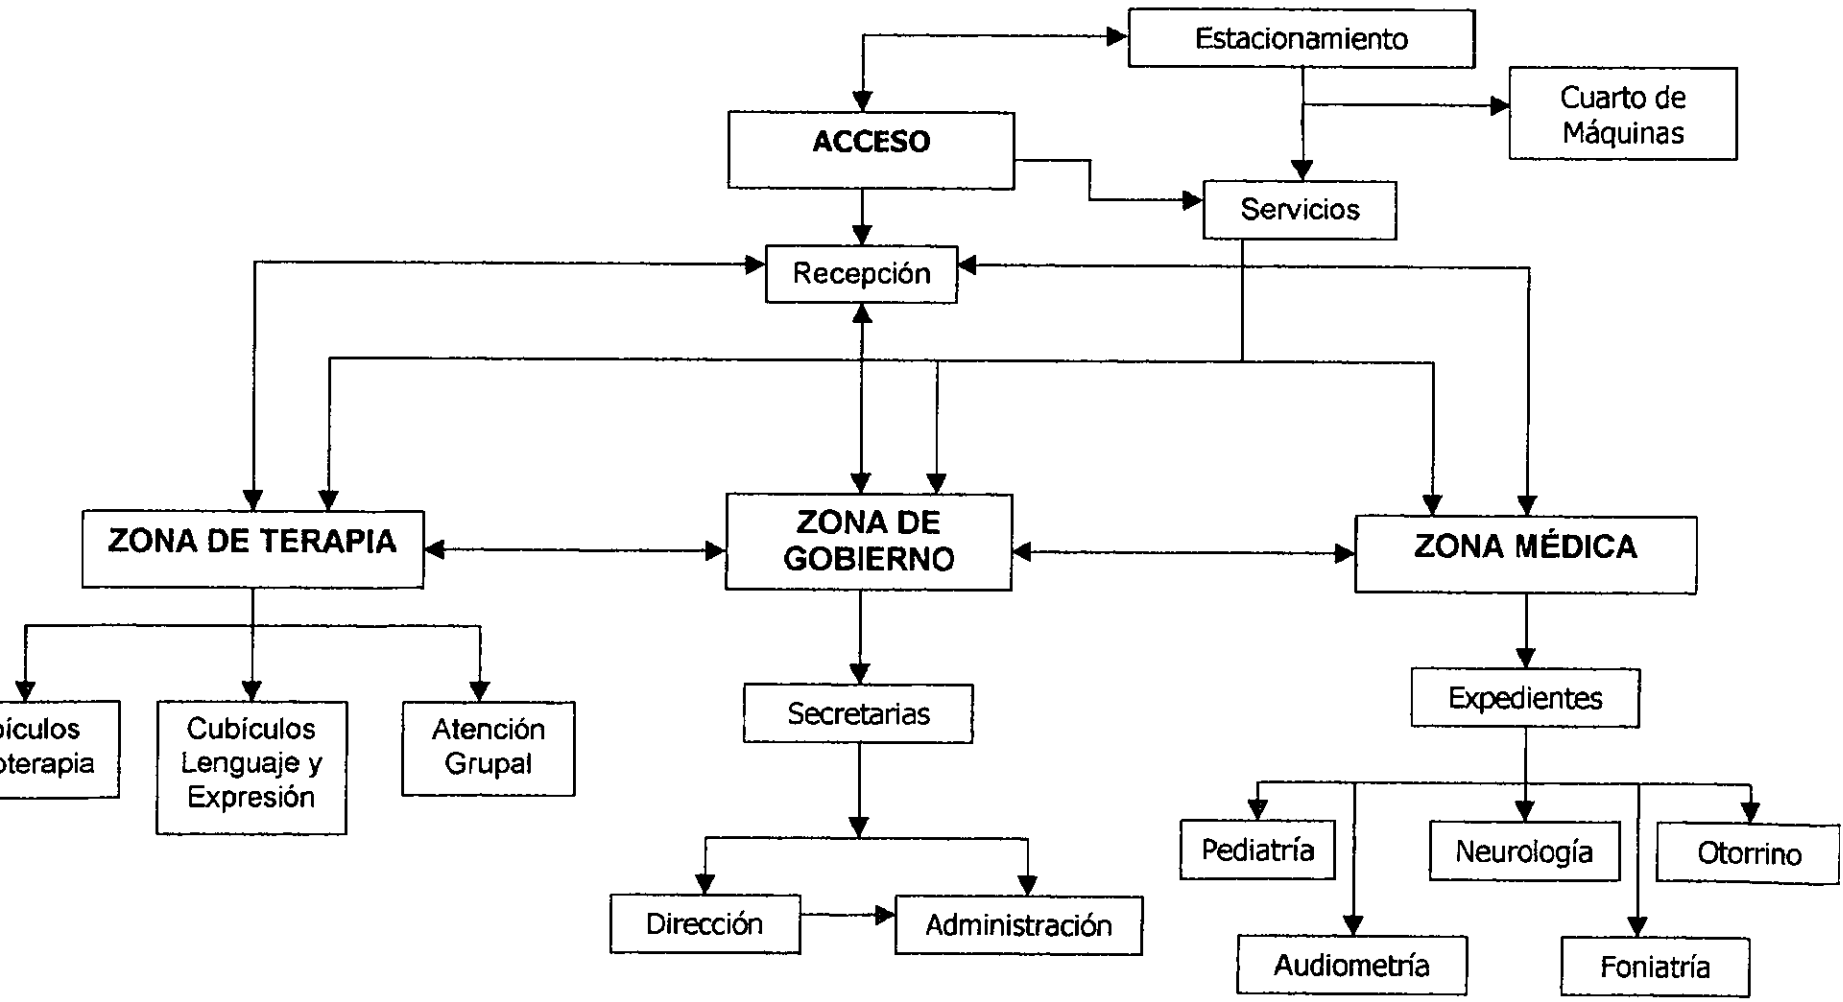 Estacionamiento
Cuarto de
Máquinas
ACCESO
Servicios
Recepción
ZONA DE TERAPIA
ZONA DE
GOBIERNO
ZONA MÉDICA
Cubículos
Lenguaje y
Expresión
Atención
Grupal
Secretarias
Expedientes
Pediatría
Neurología
Otorrino
Dirección
Administración
Audiometría
Foniatría